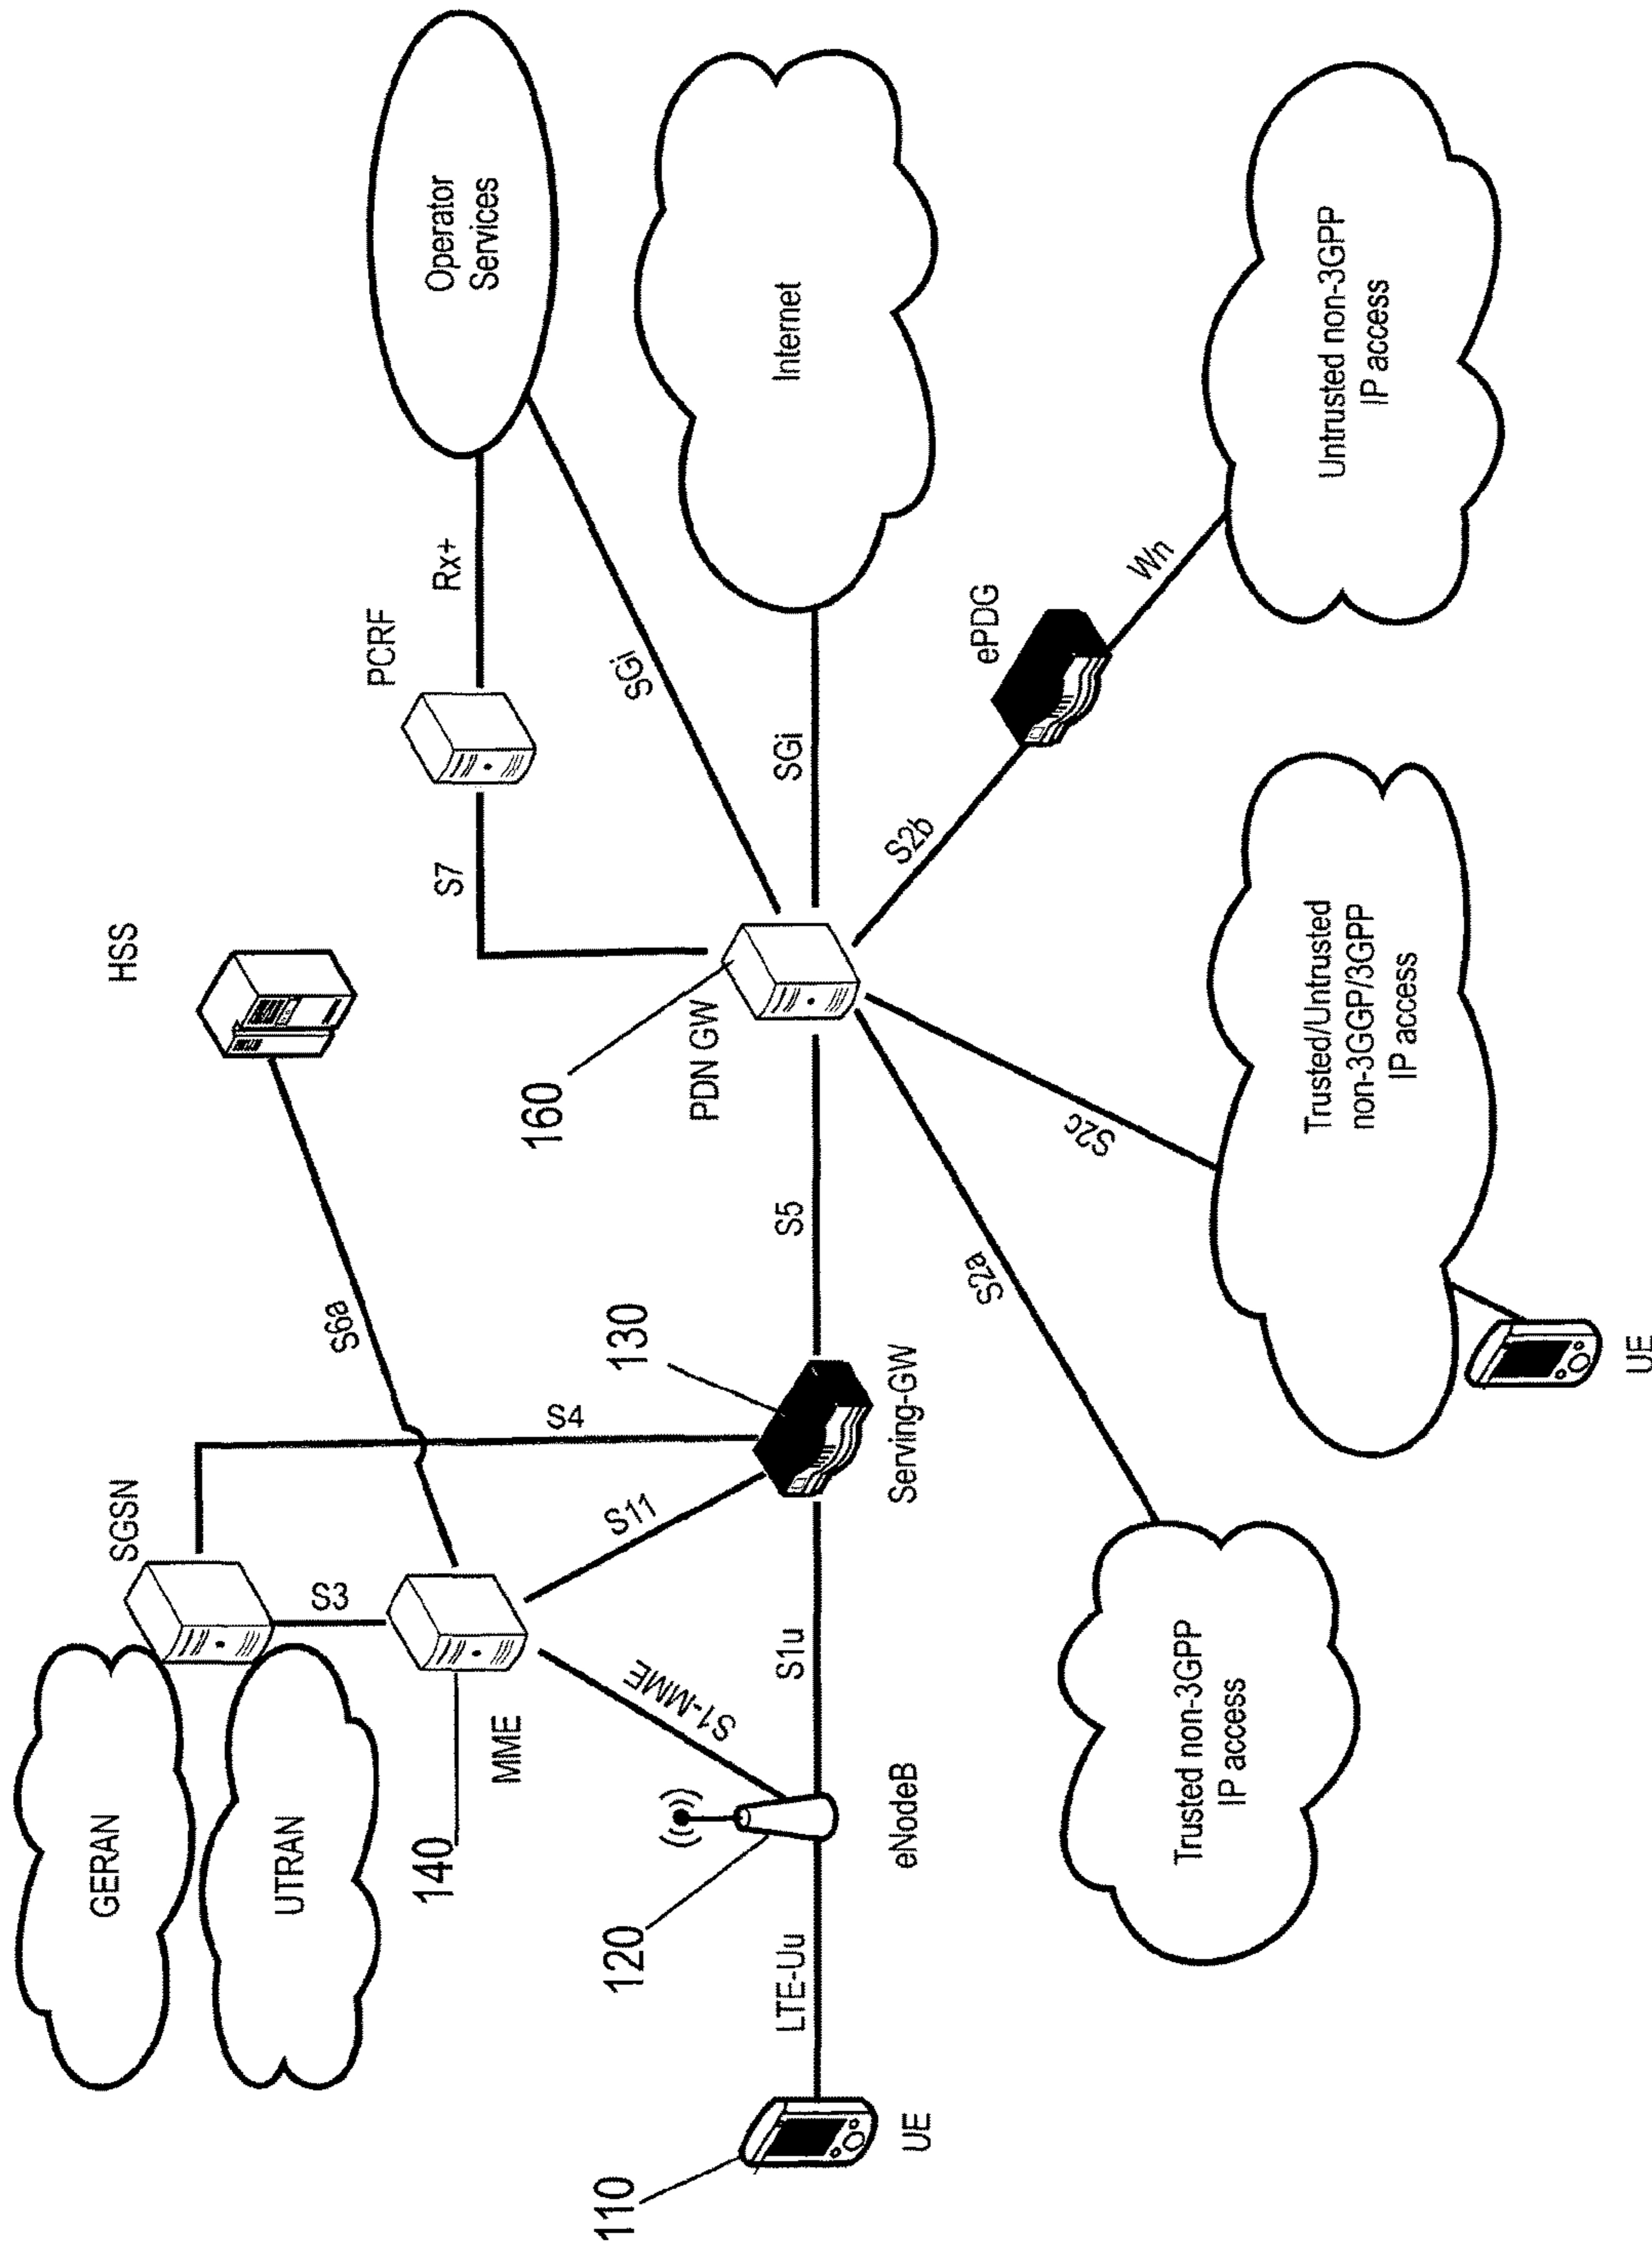 HSS
SGSN
GERAN
S3
S6a
UTRAN
S4
PCRF
S7
Rx+
Operator
Services
140
MME
S11
160
SGi
S1-MME
130
120
PDN GW
110
LTE-Uu
S1u
S5
SGi
Internet
UE
eNodeB
Serving-GW
S2b
ePDG
S2a
S2c
Wn
Trusted non-3GPP
IP access
Trusted/Untrusted
non-3GGP/3GPP
IP access
Untrusted non-3GPP
IP access
UE